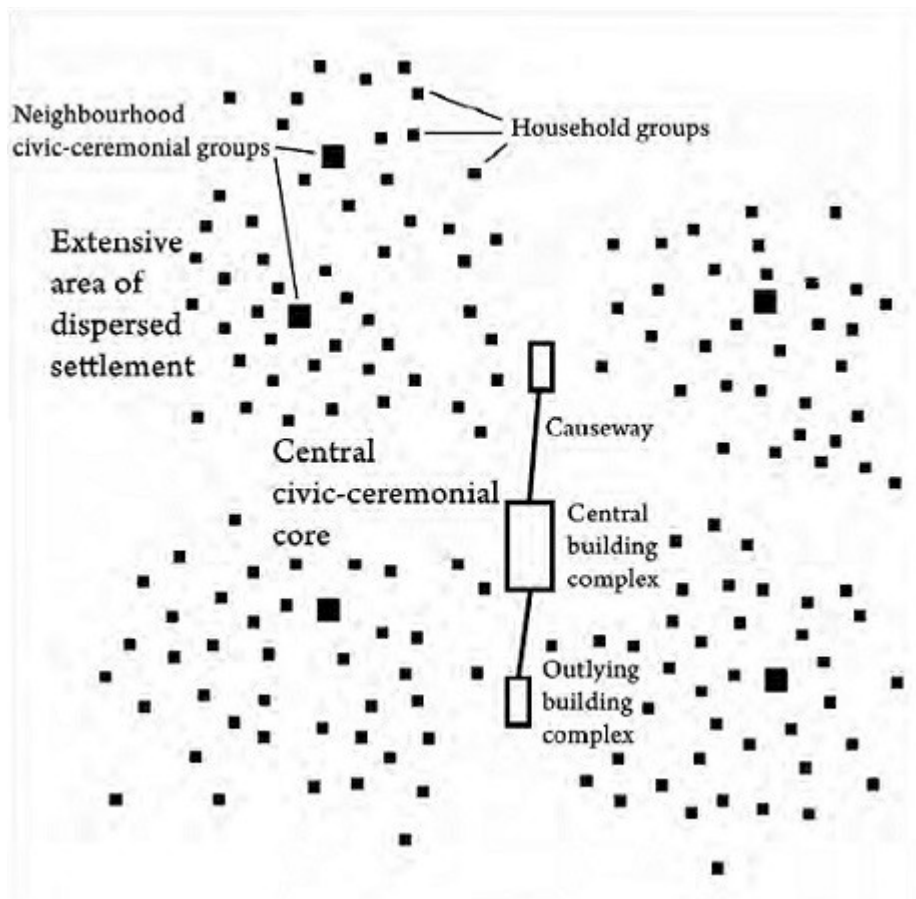 Neighbourhood
civic-ceremonial groups
Household groups
Extensive
area of
dispersed
settlement
Causeway
Central
civic-ceremonial
core
Central
building
complex
Outlying
building
complex